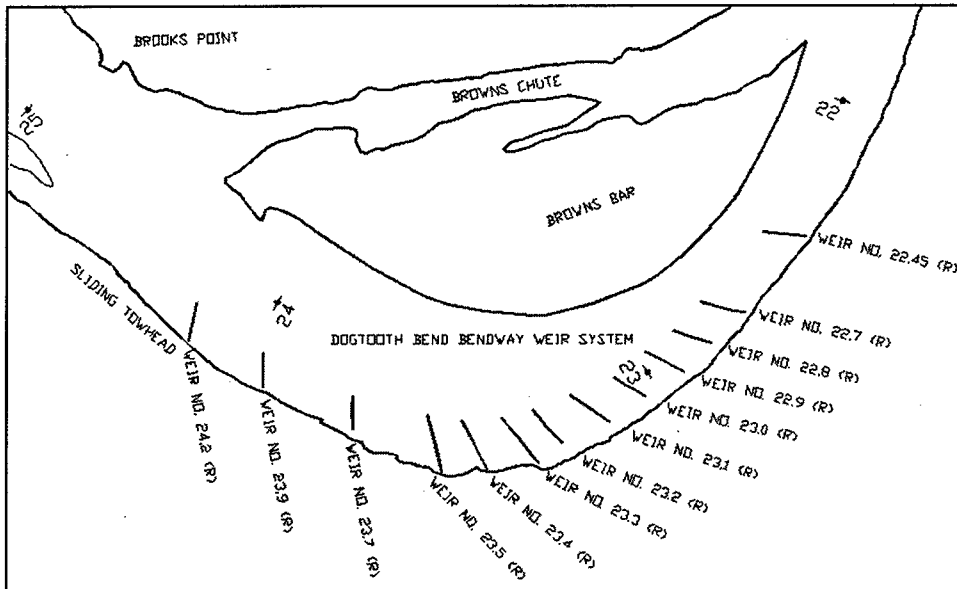 BROOKS POINT
BROWNS CHUTE
25
22
BROWNS BAR
WEIR NO. 22.45 (R)
SLIDING TOWHEAD
24
DOGTOOTH BEND BENDWAY WEIR SYSTEM
WEIR NO. 22.7 (R)
WEIR NO. 22.8 (R)
23
WEIR NO. 22.9 (R)
WEIR NO. 23.0 (R)
WEIR NO. 23.1 (R)
WEIR NO. 23.2 (R)
WEIR NO. 23.3 (R)
WEIR NO. 23.4 (R)
WEIR NO. 23.5 (R)
WEIR NO. 23.7 (R)
WEIR NO. 23.9 (R)
WEIR NO. 24.2 (R)